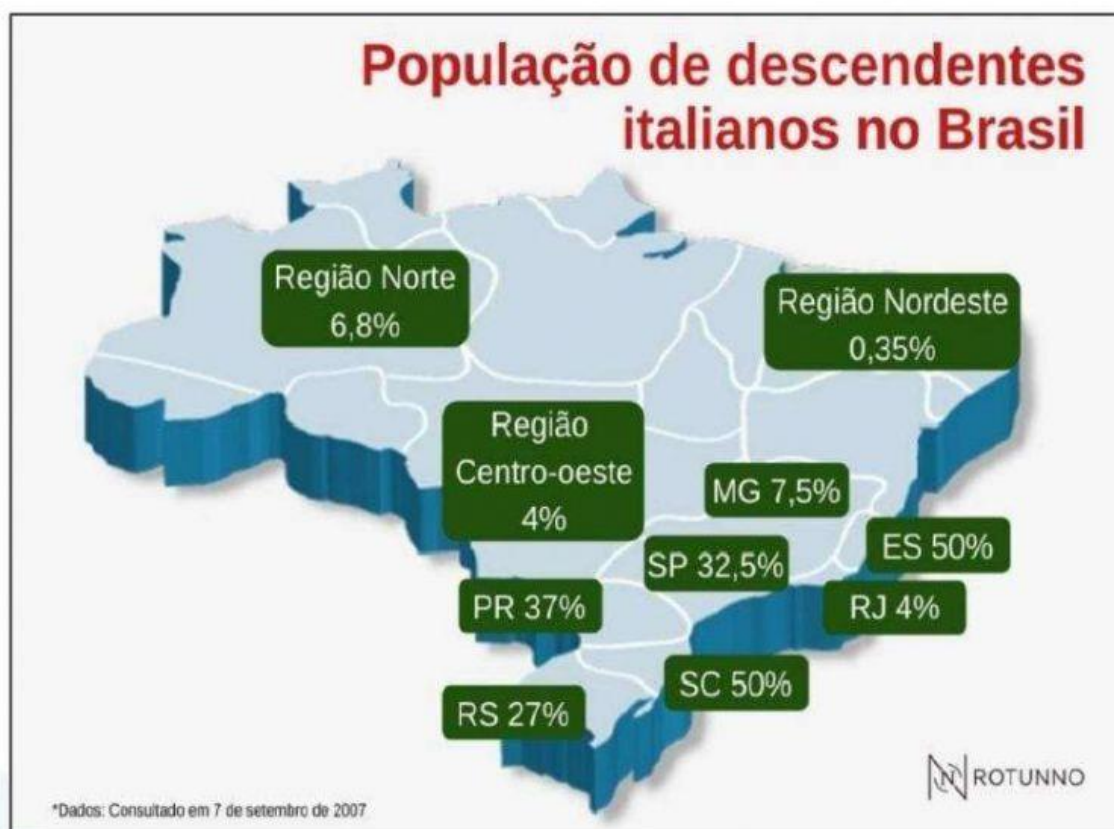 População de descendentes
italianos no Brasil
Região Norte
6,8%
Região Nordeste
0,35%
Região
Centro-oeste
4%
MG 7,5%
ES 50%
SP 32,5%
RJ 4%
PR 37%
SC 50%
RS 27%
ROTUNNO
*Dados: Consultado em 7 de setembro de 2007